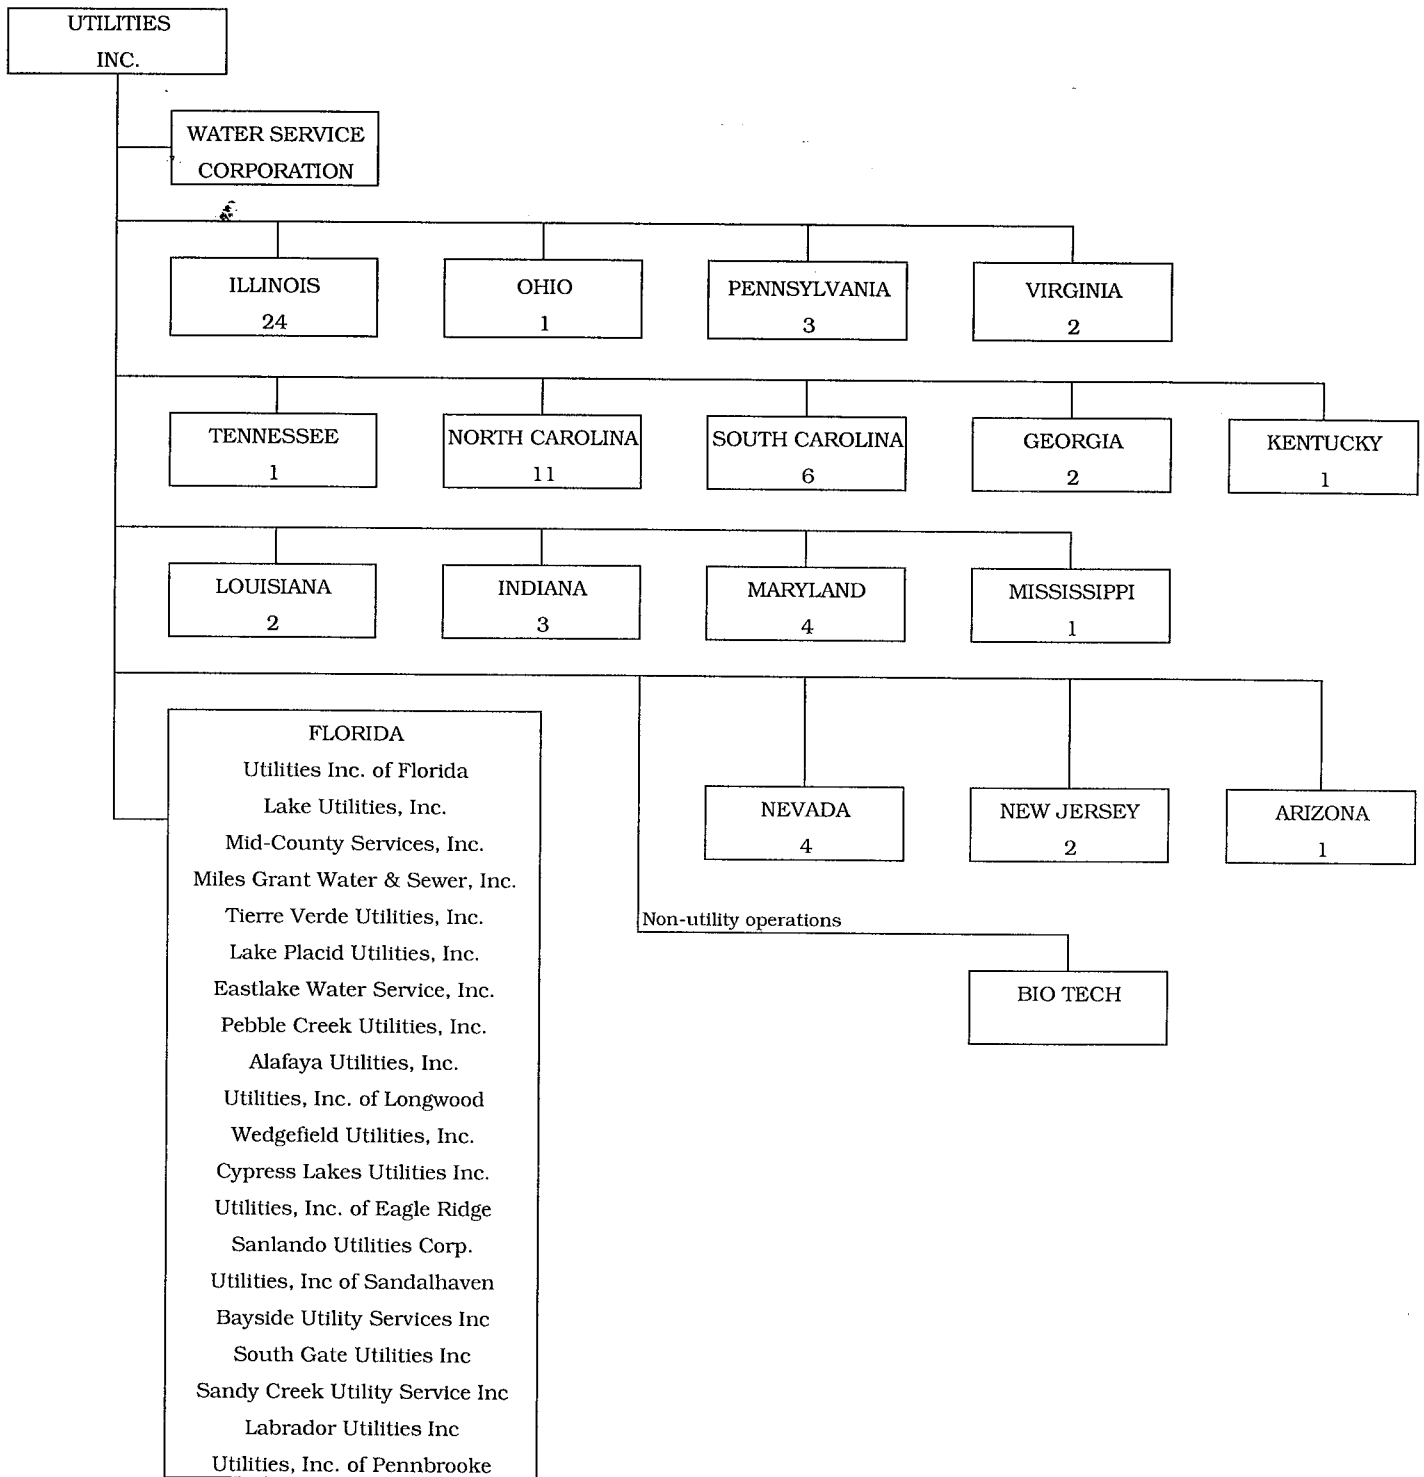 UTILITIES
INC.
WATER SERVICE
CORPORATION
ILLINOIS
24
OHIO
1
PENNSYLVANIA
3
VIRGINIA
2
TENNESSEE
1
NORTH CAROLINA
11
SOUTH CAROLINA
6
GEORGIA
2
KENTUCKY
1
LOUISIANA
2
INDIANA
3
MARYLAND
4
MISSISSIPPI
1
FLORIDA
Utilities Inc. of Florida
Lake Utilities, Inc.
Mid-County Services, Inc.
Miles Grant Water & Sewer, Inc.
Tierre Verde Utilities, Inc.
Lake Placid Utilities, Inc.
Eastlake Water Service, Inc.
Pebble Creek Utilities, Inc.
Alafaya Utilities, Inc.
Utilities, Inc. of Longwood
Wedgefield Utilities, Inc.
Cypress Lakes Utilities Inc.
Utilities, Inc. of Eagle Ridge
Sanlando Utilities Corp.
Utilities, Inc of Sandalhaven
Bayside Utility Services Inc
South Gate Utilities Inc
Sandy Creek Utility Service Inc
Labrador Utilities Inc
Utilities, Inc. of Pennbrooke
NEVADA
4
NEW JERSEY
2
ARIZONA
1
Non-utility operations
BIO TECH